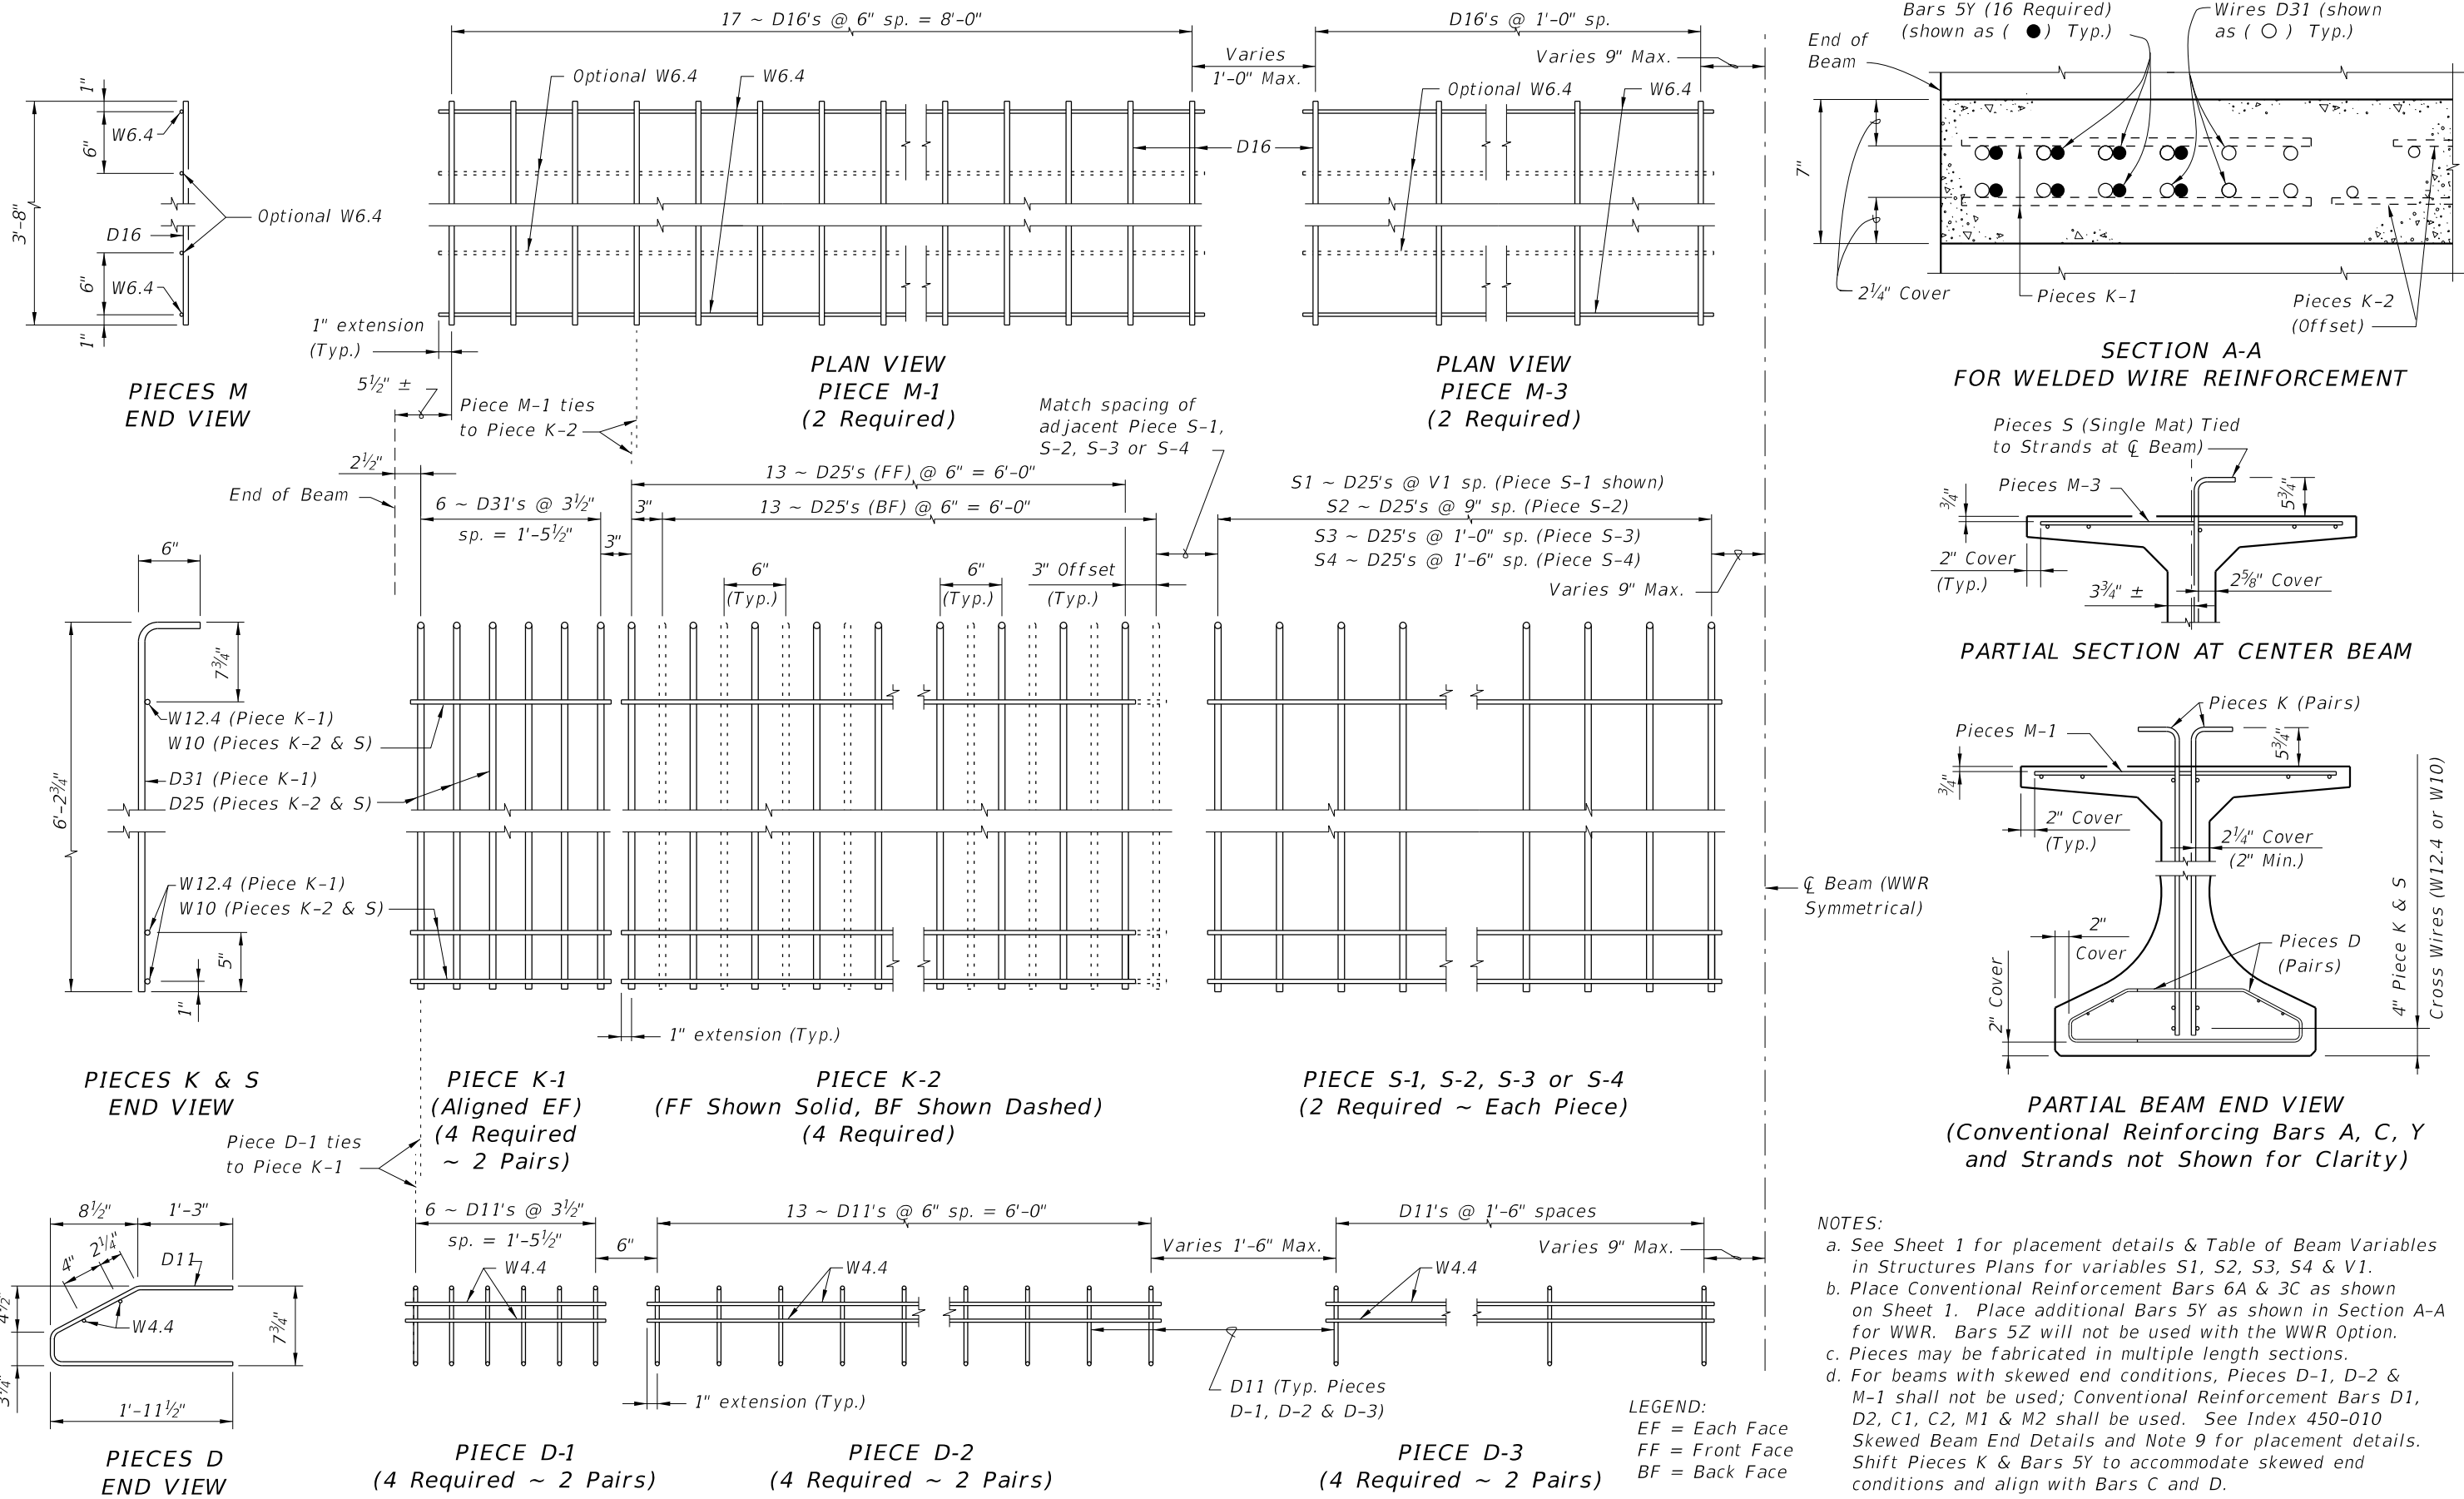 17 ~ D16's @ 6" sp. = 8'-0"
D16's @ 1'-0" sp.
Varies
1'-0" Max.
Varies 9" Max.
Optional W6.4
W6.4
Optional W6.4
W6.4
D16
1"
W6.4
6"
3'-8"
Optional W6.4
D16
6"
W6.4
1"
PIECES M
END VIEW
1" extension
(Typ.)
5½" ±
PLAN VIEW
PIECE M-1
(2 Required)
PLAN VIEW
PIECE M-3
(2 Required)
Bars 5Y (16 Required)
(shown as ( ● ) Typ.)
Wires D31 (shown
as ( ○ ) Typ.)
End of
Beam
7"
2¼" Cover
Pieces K-1
Pieces K-2
(Offset)
SECTION A-A
FOR WELDED WIRE REINFORCEMENT
Piece M-1 ties
to Piece K-2
Match spacing of
adjacent Piece S-1,
S-2, S-3 or S-4
2½"
End of Beam
6 ~ D31's @ 3½"
sp. = 1'-5½"
3"
13 ~ D25's (FF) @ 6" = 6'-0"
3"
13 ~ D25's (BF) @ 6" = 6'-0"
S1 ~ D25's @ V1 sp. (Piece S-1 shown)
S2 ~ D25's @ 9" sp. (Piece S-2)
S3 ~ D25's @ 1'-0" sp. (Piece S-3)
S4 ~ D25's @ 1'-6" sp. (Piece S-4)
Varies 9" Max.
6"
(Typ.)
6"
(Typ.)
3" Offset
(Typ.)
6"
7¾"
6'-2¾"
W12.4 (Piece K-1)
W10 (Pieces K-2 & S)
D31 (Piece K-1)
D25 (Pieces K-2 & S)
W12.4 (Piece K-1)
W10 (Pieces K-2 & S)
5"
1"
PIECES K & S
END VIEW
1" extension (Typ.)
PIECE K-1
(Aligned EF)
(4 Required
~ 2 Pairs)
PIECE K-2
(FF Shown Solid, BF Shown Dashed)
(4 Required)
PIECE S-1, S-2, S-3 or S-4
(2 Required ~ Each Piece)
℄ Beam (WWR
Symmetrical)
Pieces S (Single Mat) Tied
to Strands at ℄ Beam)
Pieces M-3
¾"
5¾"
2" Cover
(Typ.)
3¾" ±
2⅝" Cover
PARTIAL SECTION AT CENTER BEAM
Pieces K (Pairs)
Pieces M-1
¾"
5¾"
2" Cover
(Typ.)
2¼" Cover
(2" Min.)
2"
Cover
Pieces D
(Pairs)
2" Cover
4" Piece K & S
Cross Wires (W12.4 or W10)
PARTIAL BEAM END VIEW
(Conventional Reinforcing Bars A, C, Y
and Strands not Shown for Clarity)
Piece D-1 ties
to Piece K-1
8½"
1'-3"
4"
2¼"
D11
4½"
W4.4
7¾"
3¼"
1'-11½"
PIECES D
END VIEW
6 ~ D11's @ 3½"
sp. = 1'-5½"
6"
W4.4
13 ~ D11's @ 6" sp. = 6'-0"
W4.4
Varies 1'-6" Max.
D11's @ 1'-6" spaces
Varies 9" Max.
W4.4
1" extension (Typ.)
D11 (Typ. Pieces
D-1, D-2 & D-3)
PIECE D-1
(4 Required ~ 2 Pairs)
PIECE D-2
(4 Required ~ 2 Pairs)
PIECE D-3
(4 Required ~ 2 Pairs)
LEGEND:
EF = Each Face
FF = Front Face
BF = Back Face
NOTES:
a. See Sheet 1 for placement details & Table of Beam Variables
in Structures Plans for variables S1, S2, S3, S4 & V1.
b. Place Conventional Reinforcement Bars 6A & 3C as shown
on Sheet 1. Place additional Bars 5Y as shown in Section A-A
for WWR. Bars 5Z will not be used with the WWR Option.
c. Pieces may be fabricated in multiple length sections.
d. For beams with skewed end conditions, Pieces D-1, D-2 &
M-1 shall not be used; Conventional Reinforcement Bars D1,
D2, C1, C2, M1 & M2 shall be used. See Index 450-010
Skewed Beam End Details and Note 9 for placement details.
Shift Pieces K & Bars 5Y to accommodate skewed end
conditions and align with Bars C and D.